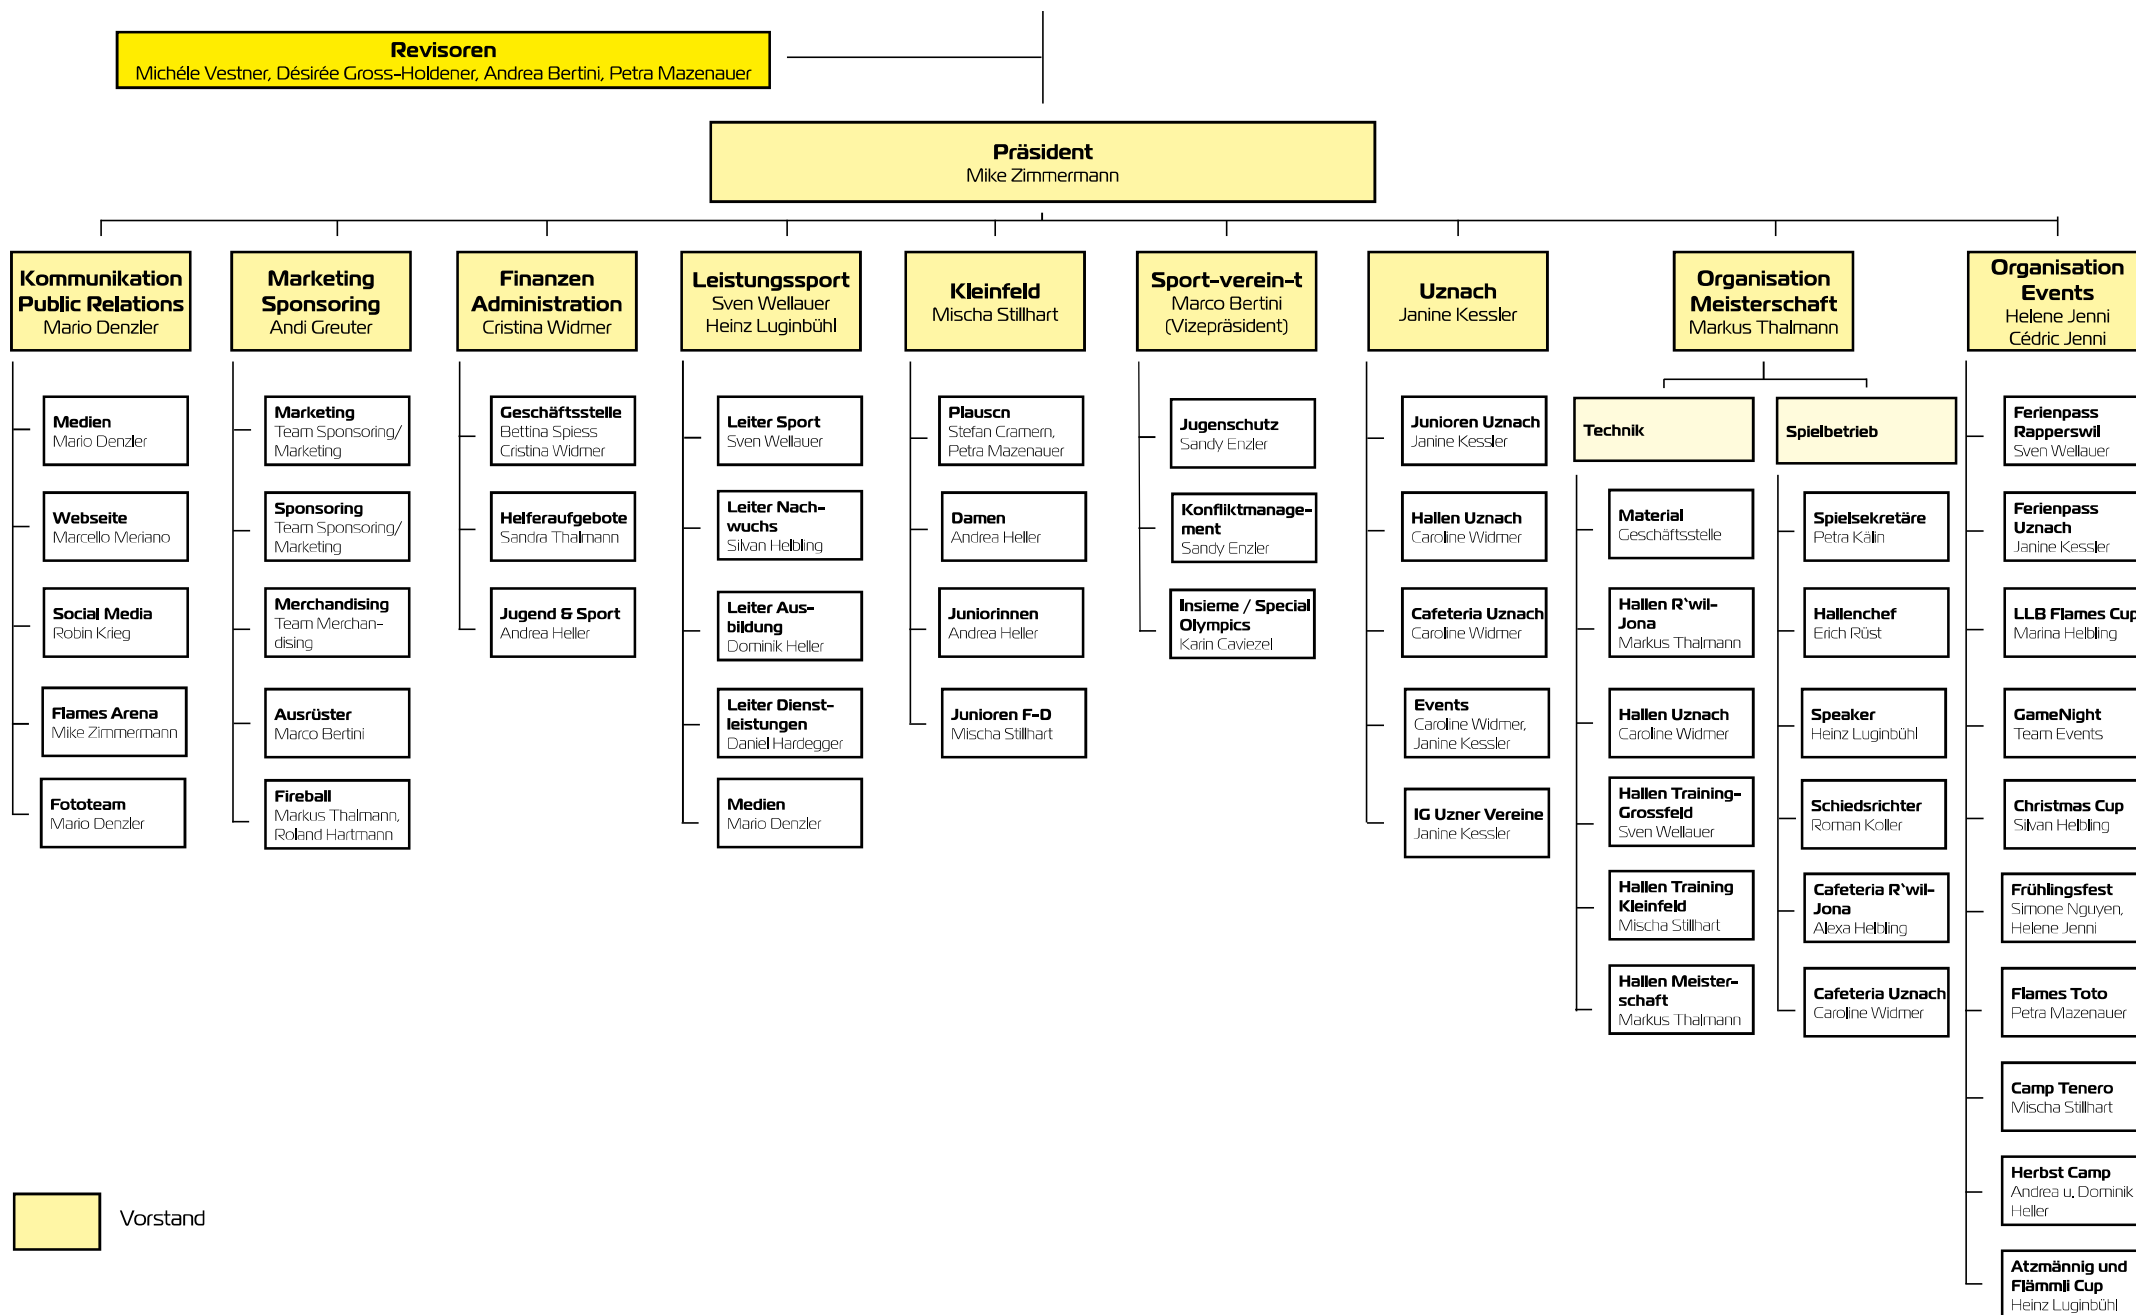 Revisoren
Michéle Vestner, Désirée Gross-Holdener, Andrea Bertini, Petra Mazenauer
Präsident
Mike Zimmermann
Kommunikation
Public Relations
Mario Denzler
Medien
Mario Denzler
Webseite
Marcello Meriano
Social Media
Robin Krieg
Flames Arena
Mike Zimmermann
Fototeam
Mario Denzler
Marketing
Sponsoring
Andi Greuter
Marketing
Team Sponsoring/
Marketing
Sponsoring
Team Sponsoring/
Marketing
Merchandising
Team Merchan-
dising
Ausrüster
Marco Bertini
Fireball
Markus Thalmann,
Roland Hartmann
Finanzen
Administration
Cristina Widmer
Geschäftsstelle
Bettina Spiess
Cristina Widmer
Helferaufgebote
Sandra Thalmann
Jugend & Sport
Andrea Heller
Leistungssport
Sven Wellauer
Heinz Luginbühl
Leiter Sport
Sven Wellauer
Leiter Nach-
wuchs
Silvan Helbling
Leiter Aus-
bildung
Dominik Heller
Leiter Dienst-
leistungen
Daniel Hardegger
Medien
Mario Denzler
Kleinfeld
Mischa Stillhart
Plauscn
Stefan Cramern,
Petra Mazenauer
Damen
Andrea Heller
Juniorinnen
Andrea Heller
Junioren F-D
Mischa Stillhart
Sport-verein-t
Marco Bertini
(Vizepräsident)
Jugenschutz
Sandy Enzler
Konfliktmanage-
ment
Sandy Enzler
Insieme / Special
Olympics
Karin Caviezel
Uznach
Janine Kessler
Junioren Uznach
Janine Kessler
Hallen Uznach
Caroline Widmer
Cafeteria Uznach
Caroline Widmer
Events
Caroline Widmer,
Janine Kessler
IG Uzner Vereine
Janine Kessler
Organisation
Meisterschaft
Markus Thalmann
Technik
Material
Geschäftsstelle
Hallen R`wil-
Jona
Markus Thalmann
Hallen Uznach
Caroline Widmer
Hallen Training-
Grossfeld
Sven Wellauer
Hallen Training
Kleinfeld
Mischa Stillhart
Hallen Meister-
schaft
Markus Thalmann
Spielbetrieb
Spielsekretäre
Petra Kälin
Hallenchef
Erich Rüst
Speaker
Heinz Luginbühl
Schiedsrichter
Roman Koller
Cafeteria R`wil-
Jona
Alexa Helbling
Cafeteria Uznach
Caroline Widmer
Organisation
Events
Helene Jenni
Cédric Jenni
Ferienpass
Rapperswil
Sven Wellauer
Ferienpass
Uznach
Janine Kessler
LLB Flames Cup
Marina Helbling
GameNight
Team Events
Christmas Cup
Silvan Helbling
Frühlingsfest
Simone Nguyen,
Helene Jenni
Flames Toto
Petra Mazenauer
Camp Tenero
Mischa Stillhart
Herbst Camp
Andrea u. Dominik
Heller
Atzmännig und
Flämmli Cup
Heinz Luginbühl
Vorstand